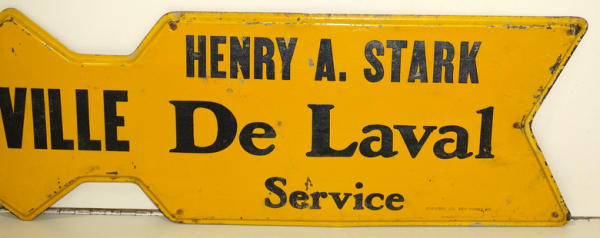 HENRY A. STARK
VILLE De Laval
Service